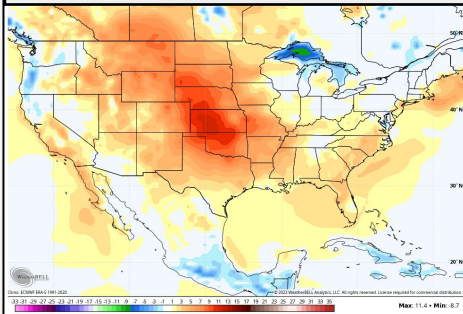 50°N
40°N
30°N
20°N
WeatherBELL
Climo: ECMWF ERA-5 1991-2020
© 2022 WeatherBELL Analytics, LLC. All rights reserved. License required for commercial distribution.
-33 -31 -29 -27 -25 -23 -21 -19 -17 -15 -13 -11 -9 -7 -5 -3 -1 1 3 5 7 9 11 13 15 17 19 21 23 25 27 29 31 33 35
Max: 11.4 • Min: -8.7